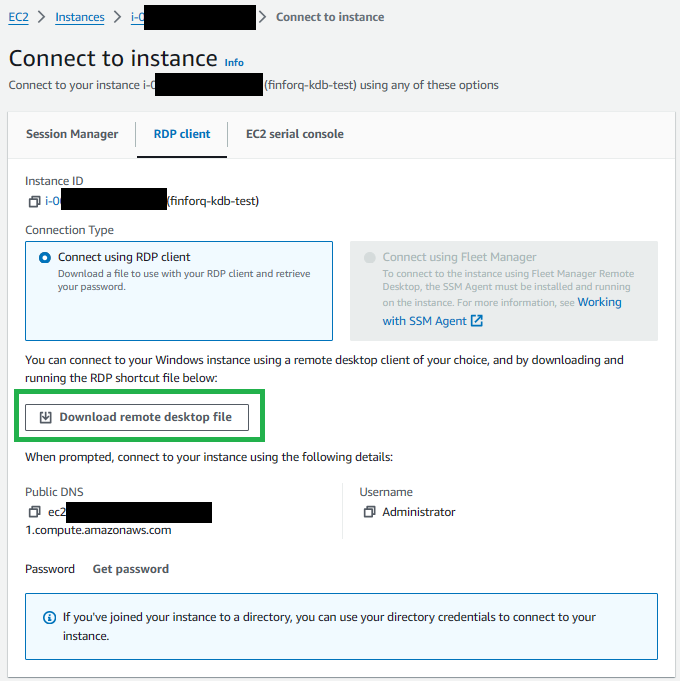 EC2 > Instances > i-0 > Connect to instance
Connect to instance Info
Connect to your instance i-0 (finforq-kdb-test) using any of these options
Session Manager RDP client EC2 serial console
Instance ID
i-0 (finforq-kdb-test)
Connection Type
Connect using RDP client
Download a file to use with your RDP client and retrieve
your password.
Connect using Fleet Manager
To connect to the instance using Fleet Manager Remote
Desktop, the SSM Agent must be installed and running
on the instance. For more information, see Working
with SSM Agent
You can connect to your Windows instance using a remote desktop client of your choice, and by downloading and
running the RDP shortcut file below:
Download remote desktop file
When prompted, connect to your instance using the following details:
Public DNS
ec2
1.compute.amazonaws.com
Username
Administrator
Password Get password
If you've joined your instance to a directory, you can use your directory credentials to connect to your
instance.